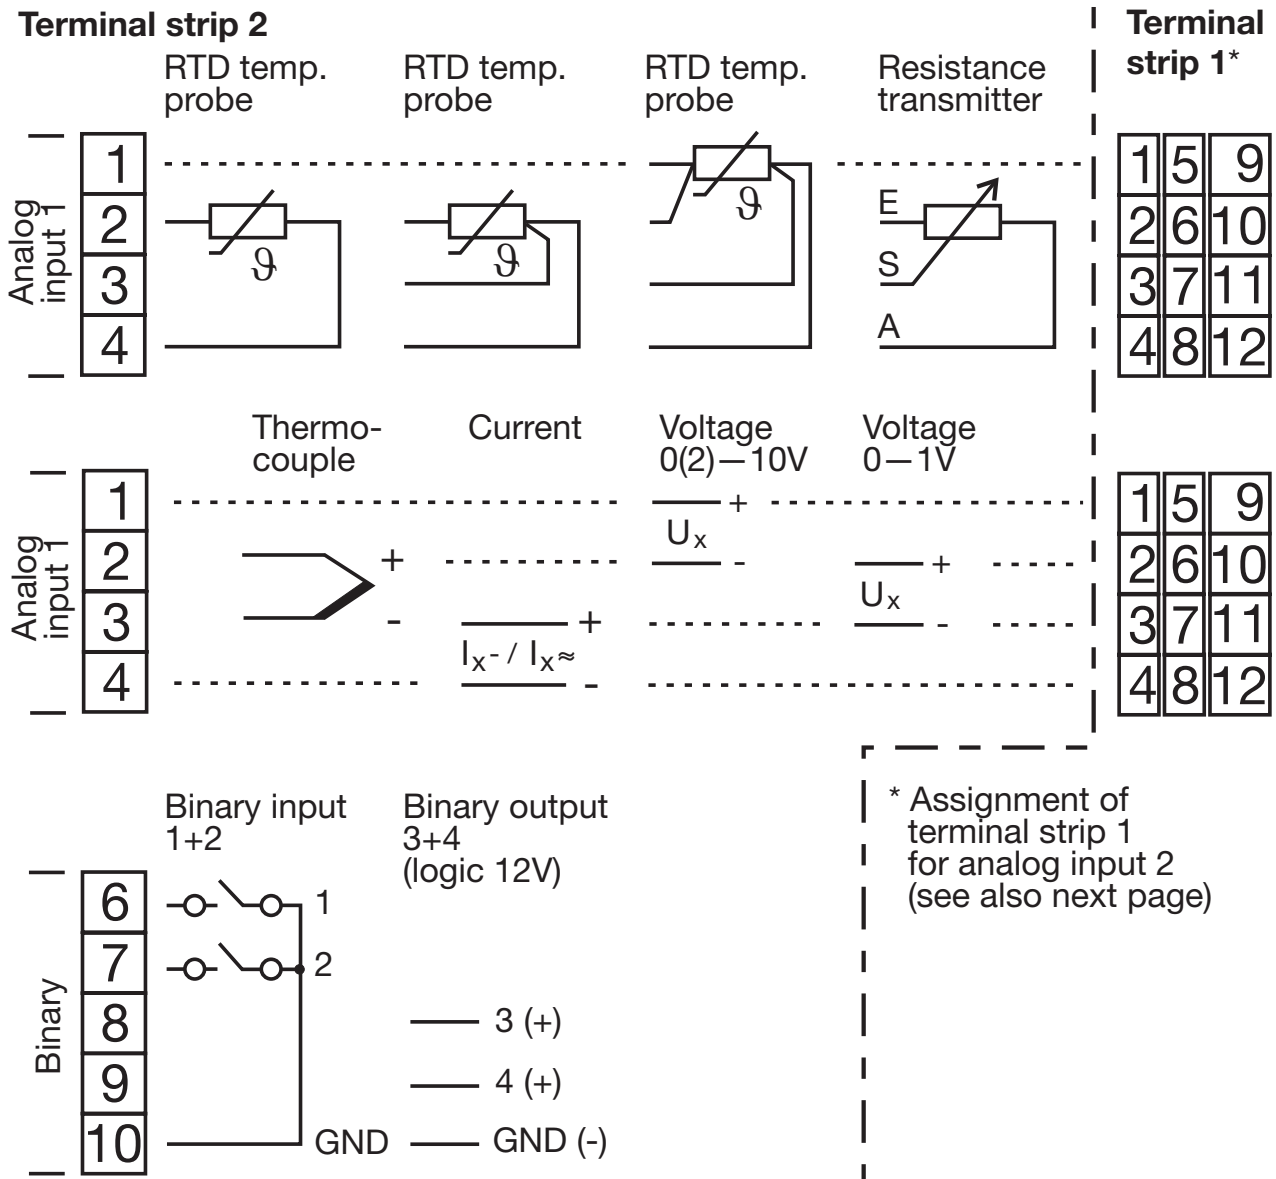 Terminal strip 2
Terminal
strip 1*
RTD temp.
probe
RTD temp.
probe
RTD temp.
probe
Resistance
transmitter
Analog
input 1
1
2
3
4
ϑ
ϑ
ϑ
E
S
A
1 5 9
2 6 10
3 7 11
4 8 12
Thermo-
couple
Current
Voltage
0(2)—10V
Voltage
0—1V
Analog
input 1
1
2
3
4
+
-
+
Ix- / Ix≈
-
+
Ux
-
+
Ux
-
1 5 9
2 6 10
3 7 11
4 8 12
* Assignment of
terminal strip 1
for analog input 2
(see also next page)
Binary input
1+2
Binary output
3+4
(logic 12V)
Binary
6
7
8
9
10
1
2
GND
3 (+)
4 (+)
GND (-)